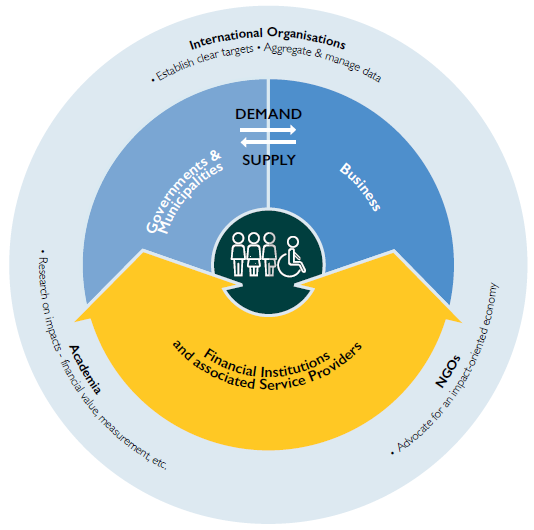 International Organisations
• Establish clear targets • Aggregate & manage data
DEMAND
SUPPLY
Governments &
Municipalities
Business
Financial Institutions
and associated Service Providers
Academia
• Research on impacts - financial value, measurement, etc.
NGOs
• Advocate for an impact-oriented economy